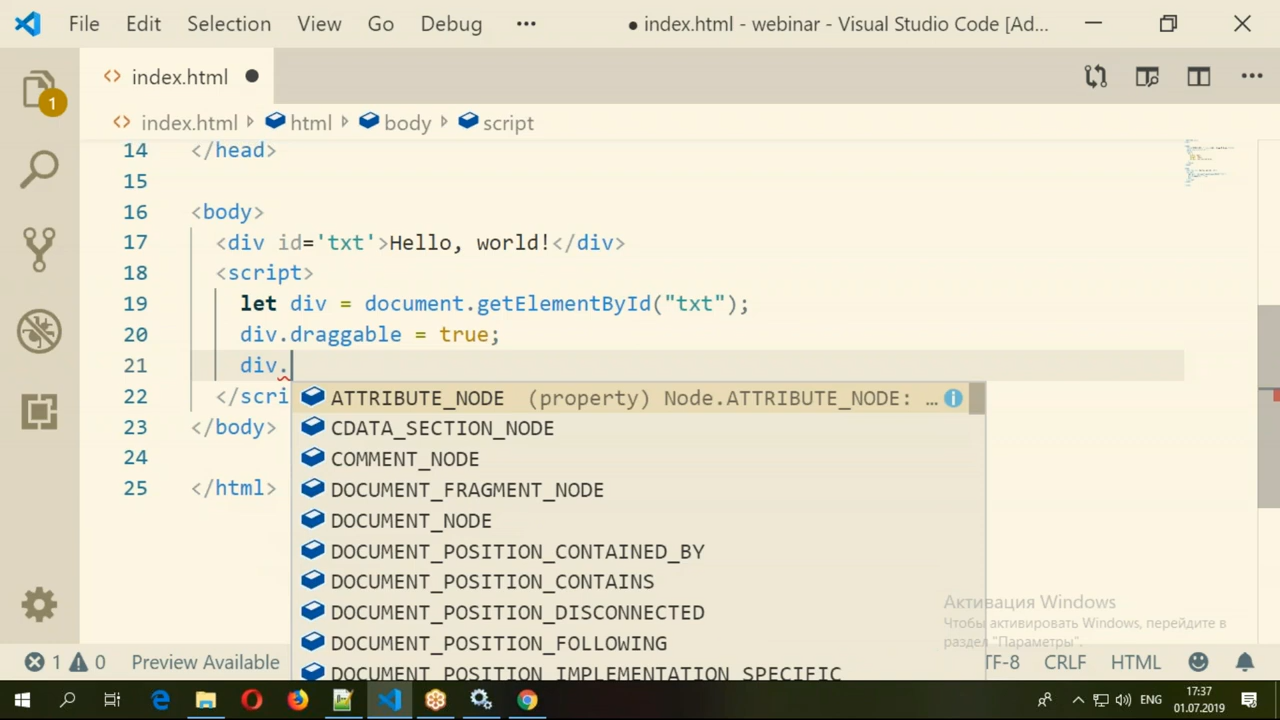 File Edit Selection View Go Debug ••• ● index.html - webinar - Visual Studio Code [Ad...
index.html ●
1
index.html html body script
14 </head>
15
16 <body>
17 <div id='txt'>Hello, world!</div>
18 <script>
19 let div = document.getElementById("txt");
20 div.draggable = true;
21 div.
22 </scri
23 </body>
24
25 </html>
ATTRIBUTE_NODE (property) Node.ATTRIBUTE_NODE: …
CDATA_SECTION_NODE
COMMENT_NODE
DOCUMENT_FRAGMENT_NODE
DOCUMENT_NODE
DOCUMENT_POSITION_CONTAINED_BY
DOCUMENT_POSITION_CONTAINS
DOCUMENT_POSITION_DISCONNECTED
DOCUMENT_POSITION_FOLLOWING
DOCUMENT_POSITION_IMPLEMENTATION_SPECIFIC
Активация Windows
Чтобы активировать Windows, перейдите в
раздел "Параметры".
1 0 Preview Available TF-8 CRLF HTML
ENG 17:37
01.07.2019